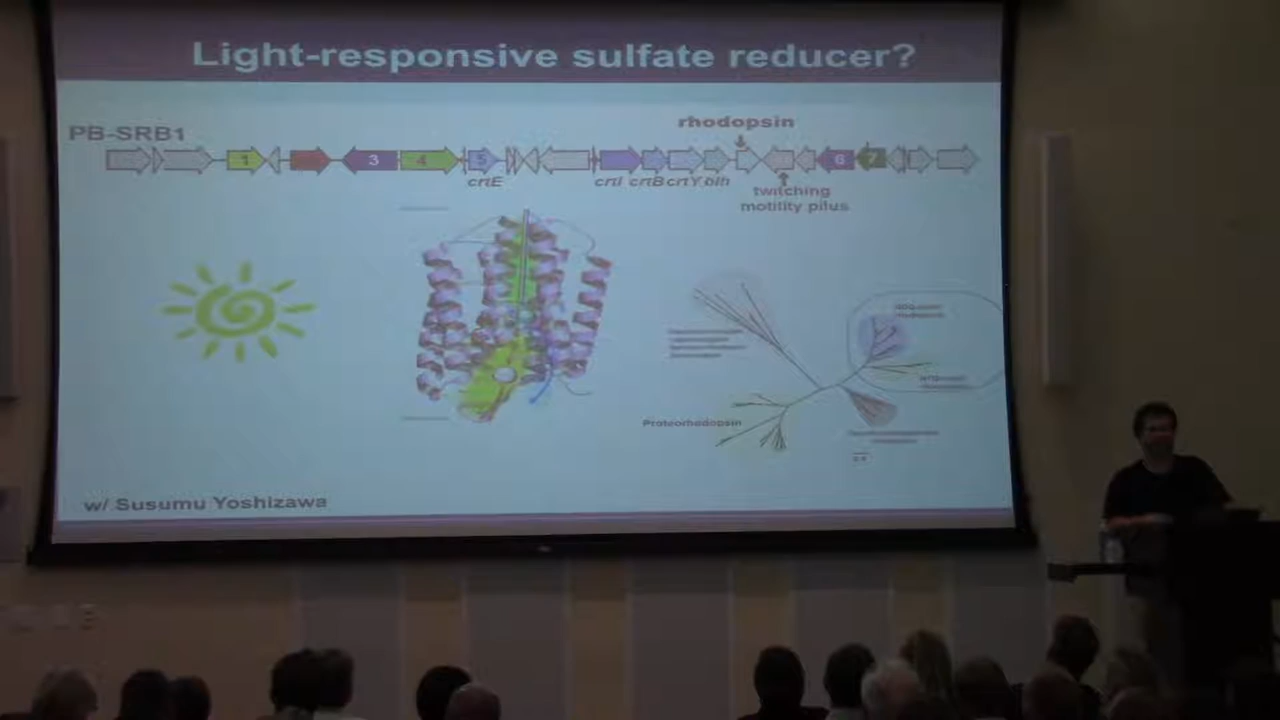 Light-responsive sulfate reducer?
rhodopsin
PB-SRB1
1 3 4 5 6 7
crtE crtI crtB crtY blh
twitching
motility pilus
Proteorhodopsin
w/ Susumu Yoshizawa